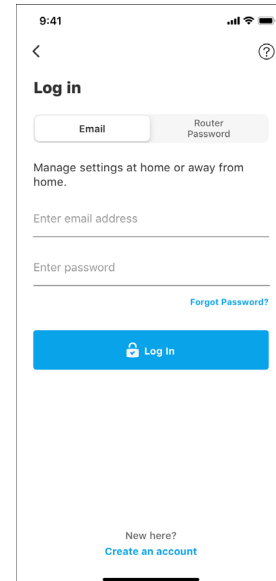 9:41
?
Log in
Email
Router
Password
Manage settings at home or away from
home.
Enter email address
Enter password
Forgot Password?
Log In
New here?
Create an account